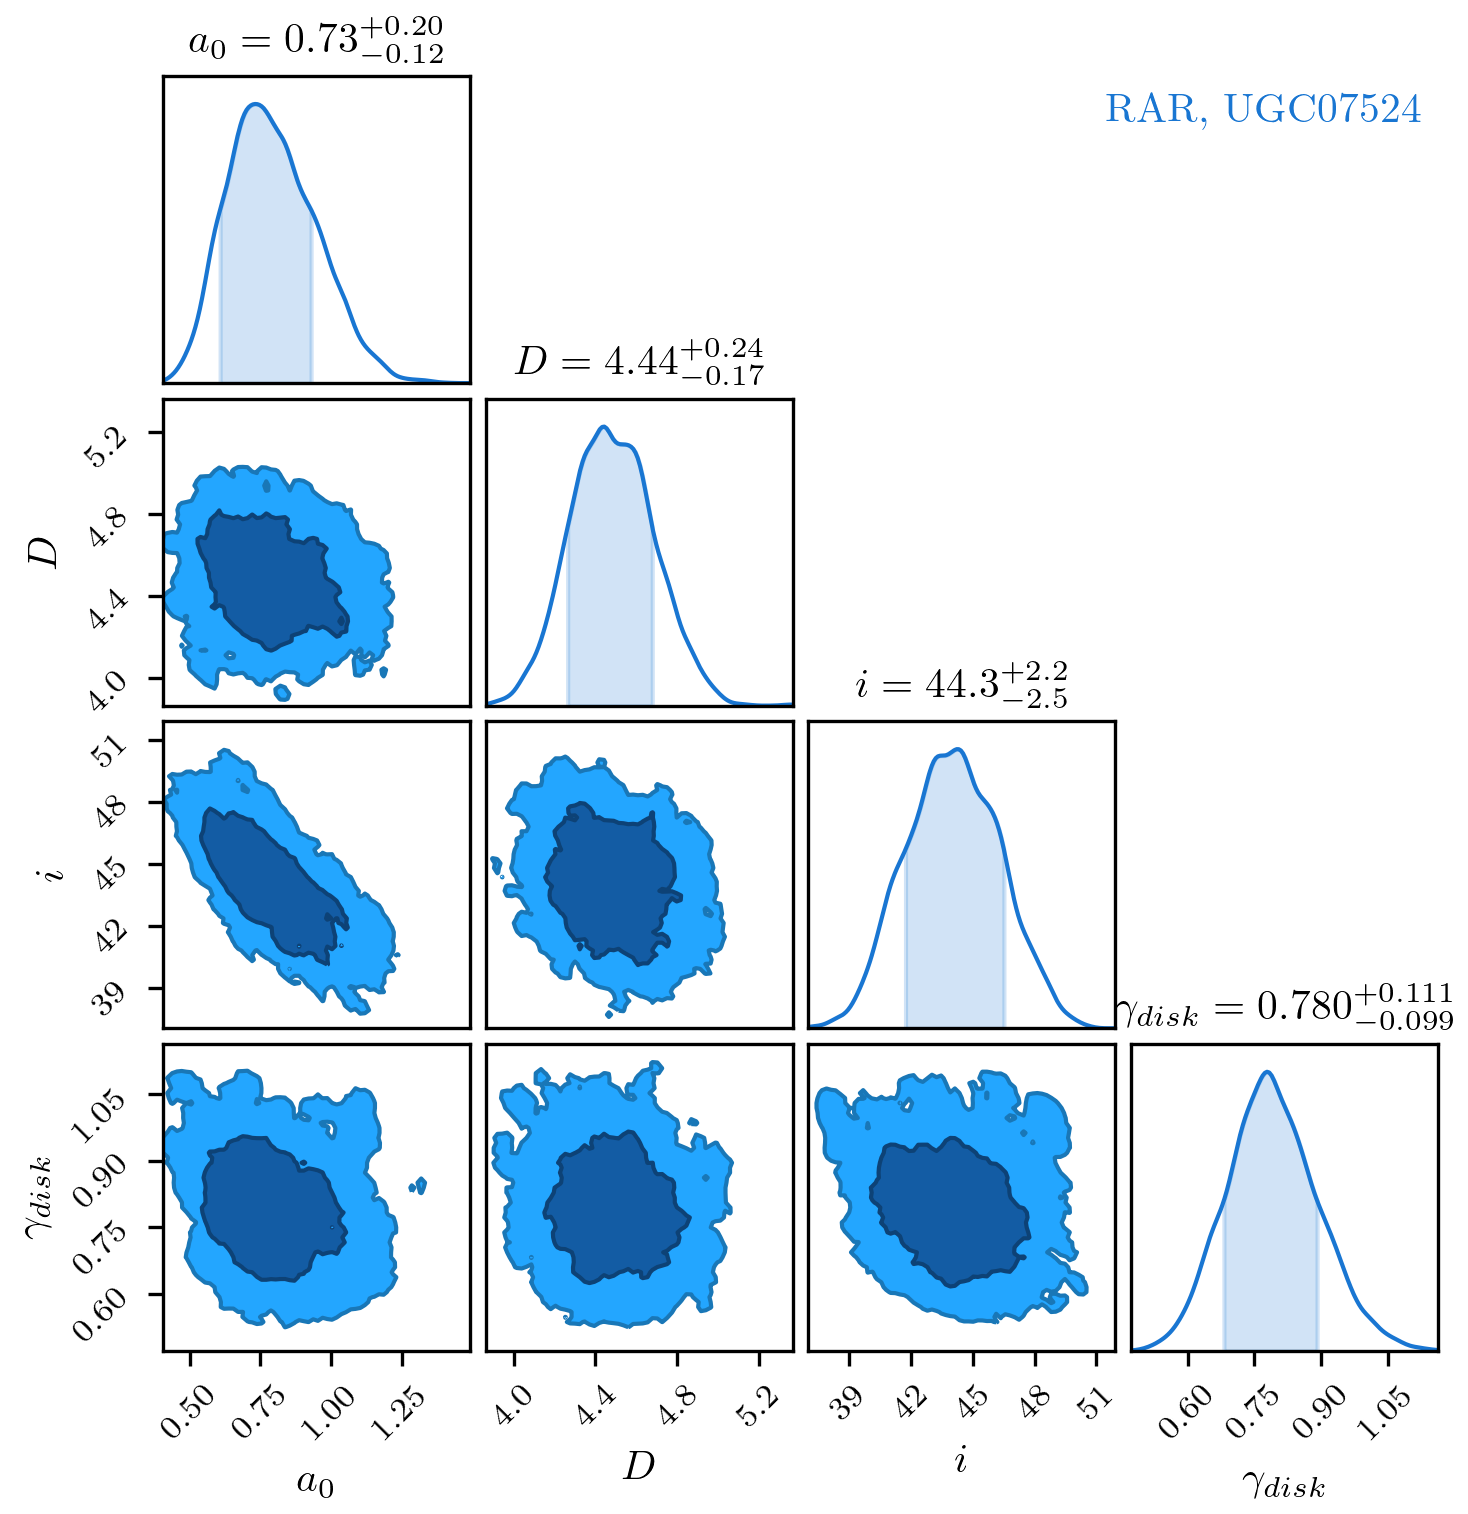 a₀ = 0.73^{+0.20}_{-0.12}
RAR, UGC07524
D = 4.44^{+0.24}_{-0.17}
5.2
4.8
4.4
4.0
D
i = 44.3^{+2.2}_{-2.5}
51
48
45
42
39
i
γ_{disk} = 0.780^{+0.111}_{-0.099}
1.05
0.90
0.75
0.60
γ_{disk}
0.50 0.75 1.00 1.25 4.0 4.4 4.8 5.2 39 42 45 48 51 0.60 0.75 0.90 1.05
a₀ D i γ_{disk}